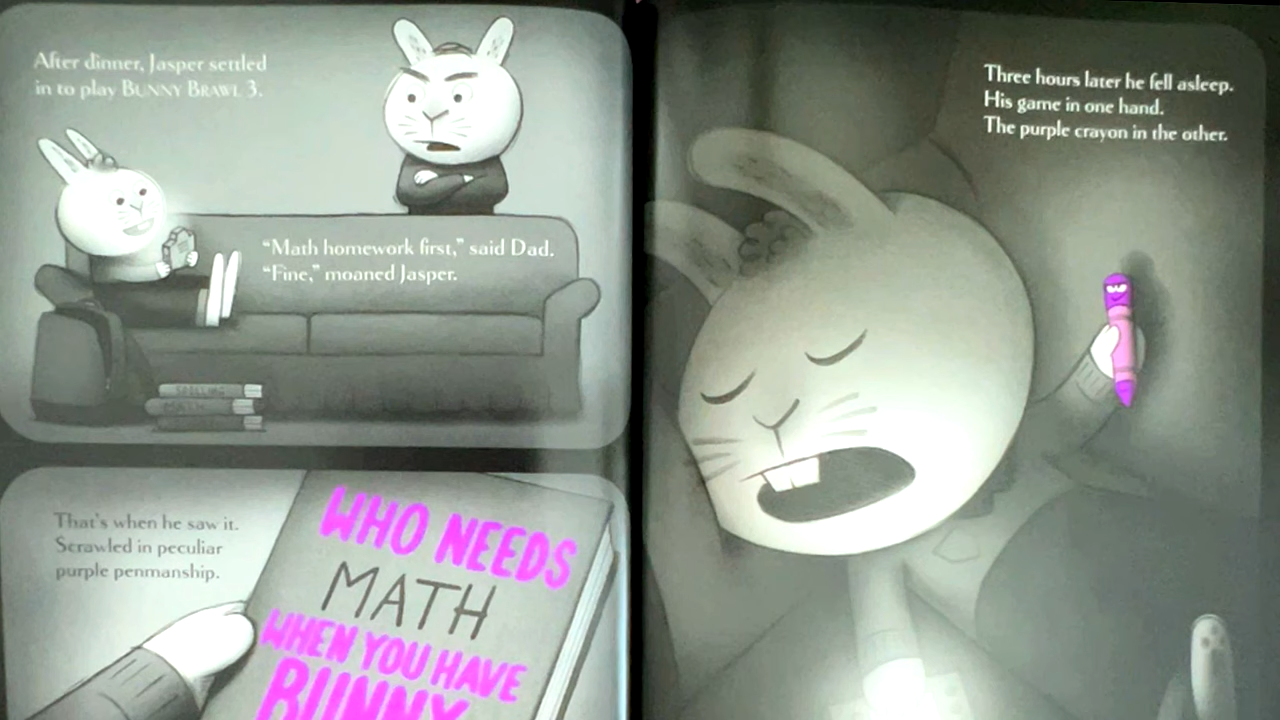 After dinner, Jasper settled
in to play BUNNY BRAWL 3.
"Math homework first," said Dad.
"Fine," moaned Jasper.
SPELLING
MATH
That's when he saw it.
Scrawled in peculiar
purple penmanship.
WHO NEEDS
MATH
WHEN YOU HAVE
BUNNY
Three hours later he fell asleep.
His game in one hand.
The purple crayon in the other.